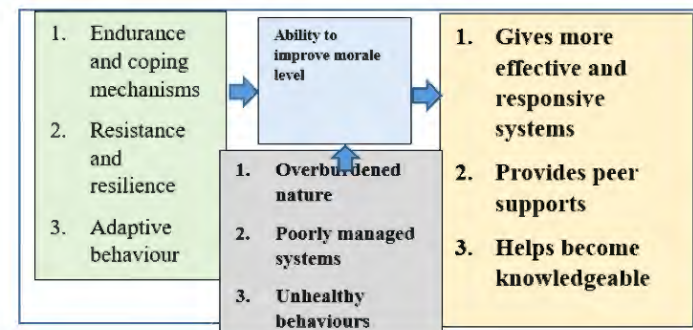 1. Endurance
and coping
mechanisms
2. Resistance
and
resilience
3. Adaptive
behaviour
Ability to
improve morale
level
1. Overburdened
nature
2. Poorly managed
systems
3. Unhealthy
behaviours
1. Gives more
effective and
responsive
systems
2. Provides peer
supports
3. Helps become
knowledgeable